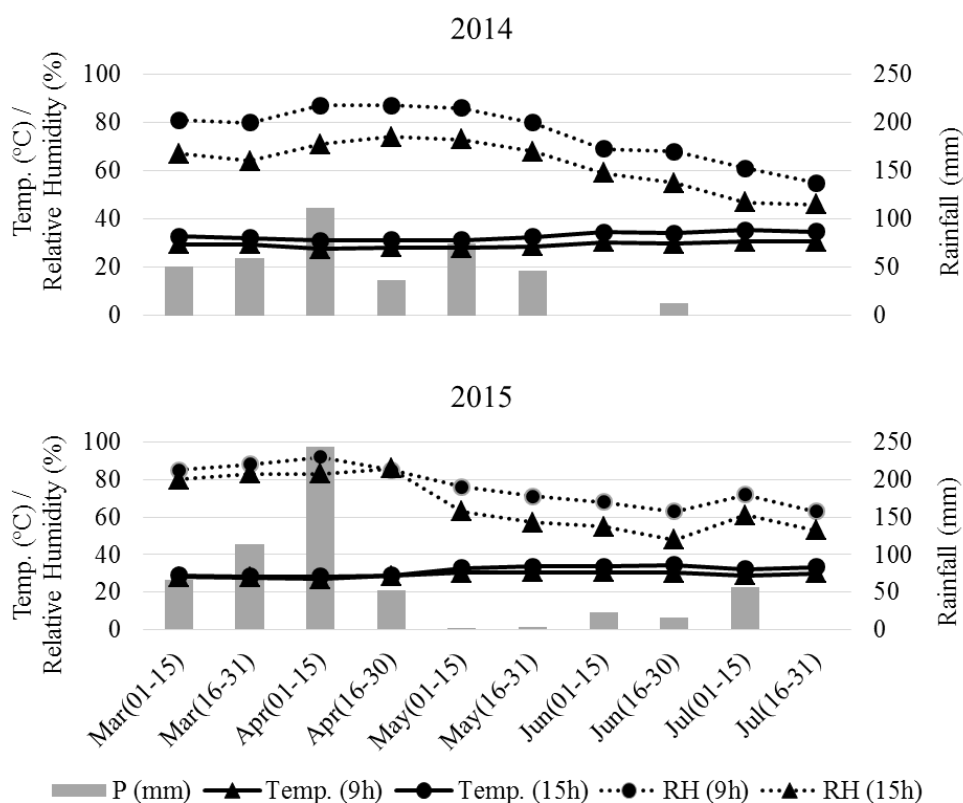 2014
Temp. (ºC) /
Relative Humidity (%)
100
80
60
40
20
0
250
200
150
100
50
0
Rainfall (mm)
2015
Temp. (ºC) /
Relative Humidity (%)
100
80
60
40
20
0
250
200
150
100
50
0
Rainfall (mm)
Mar(01-15)
Mar(16-31)
Apr(01-15)
Apr(16-30)
May(01-15)
May(16-31)
Jun(01-15)
Jun(16-30)
Jul(01-15)
Jul(16-31)
P (mm) Temp. (9h) Temp. (15h) RH (9h) RH (15h)